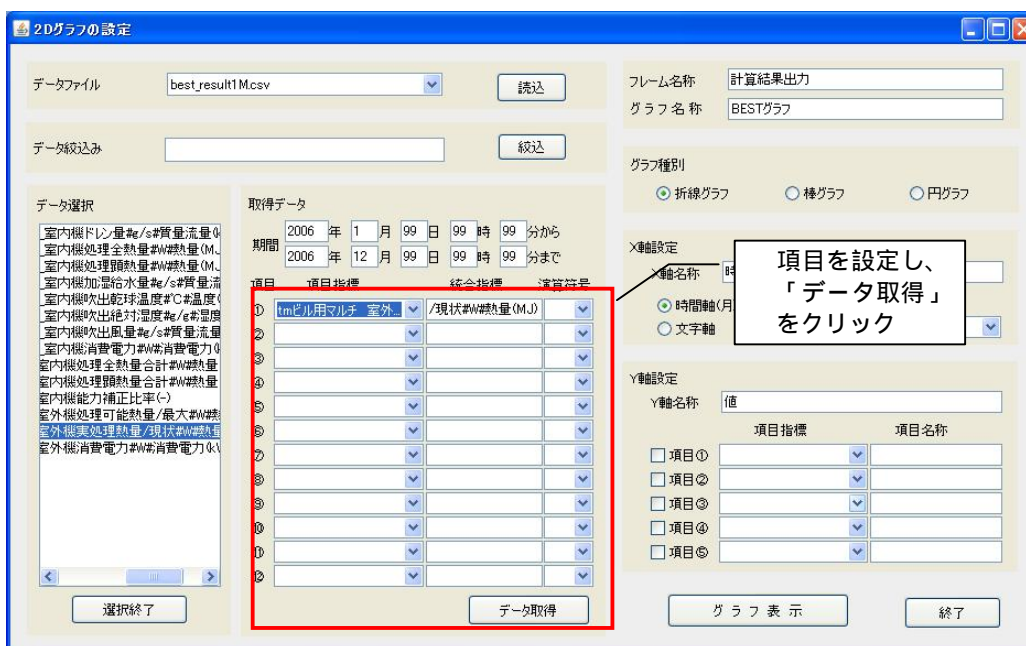 2Dグラフの設定
データファイル
best_result1M.csv
読込
データ絞込み
絞込
データ選択
_室内機ドレン量#g/s#質量流量(k
_室内機処理全熱量#W#熱量(MJ
_室内機処理顕熱量#W#熱量(MJ
_室内機加湿給水量#g/s#質量流
_室内機吹出乾球温度#℃#温度(
_室内機吹出絶対湿度#g/g#湿度
_室内機吹出風量#g/s#質量流量
_室内機消費電力#W#消費電力(k
室内機処理全熱量合計#W#熱量
室内機処理顕熱量合計#W#熱量
室内機能力補正比率(-)
室外機処理可能熱量/最大#W#熱
室外機実処理熱量/現状#W#熱量
室外機消費電力#W#消費電力(kW
選択終了
取得データ
期間
2006 年 1 月 99 日 99 時 99 分から
2006 年 12 月 99 日 99 時 99 分まで
項目 項目指標 統合指標 演算符号
① tmビル用マルチ 室外... /現状#W#熱量(MJ)
②
③
④
⑤
⑥
⑦
⑧
⑨
⑩
⑪
⑫
データ取得
フレーム名称 計算結果出力
グラフ名称 BESTグラフ
グラフ種別
折線グラフ 棒グラフ 円グラフ
X軸設定
X軸名称 時
時間軸(月
文字軸
項目を設定し、
「データ取得」
をクリック
Y軸設定
Y軸名称 値
項目指標 項目名称
項目①
項目②
項目③
項目④
項目⑤
グラフ表示
終了